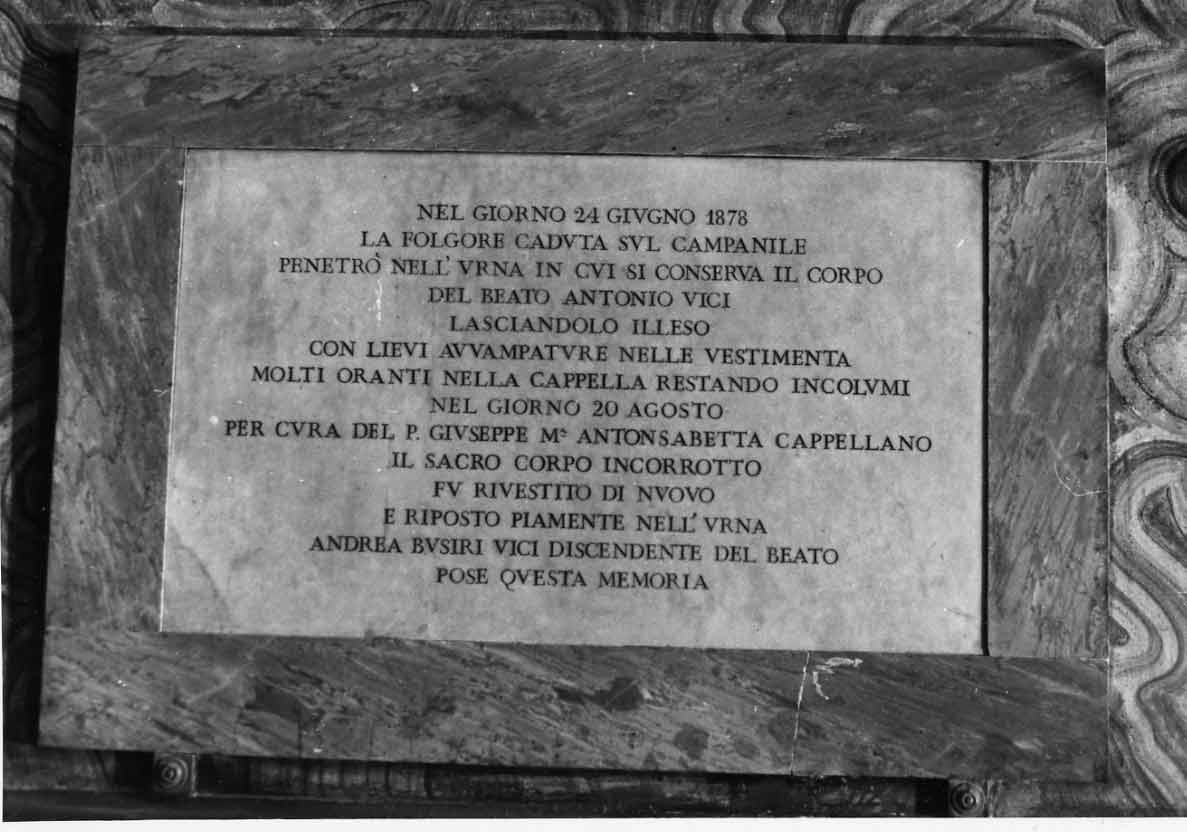 NEL GIORNO 24 GIVGNO 1878
LA FOLGORE CADVTA SVL CAMPANILE
PENETRÒ NELL' VRNA IN CVI SI CONSERVA IL CORPO
DEL BEATO ANTONIO VICI
LASCIANDOLO ILLESO
CON LIEVI AVVAMPATVRE NELLE VESTIMENTA
MOLTI ORANTI NELLA CAPPELLA RESTANDO INCOLVMI
NEL GIORNO 20 AGOSTO
PER CVRA DEL P. GIVSEPPE Mª ANTONSABETTA CAPPELLANO
IL SACRO CORPO INCORROTTO
FV RIVESTITO DI NVOVO
E RIPOSTO PIAMENTE NELL' VRNA
ANDREA BVSIRI VICI DISCENDENTE DEL BEATO
POSE QVESTA MEMORIA